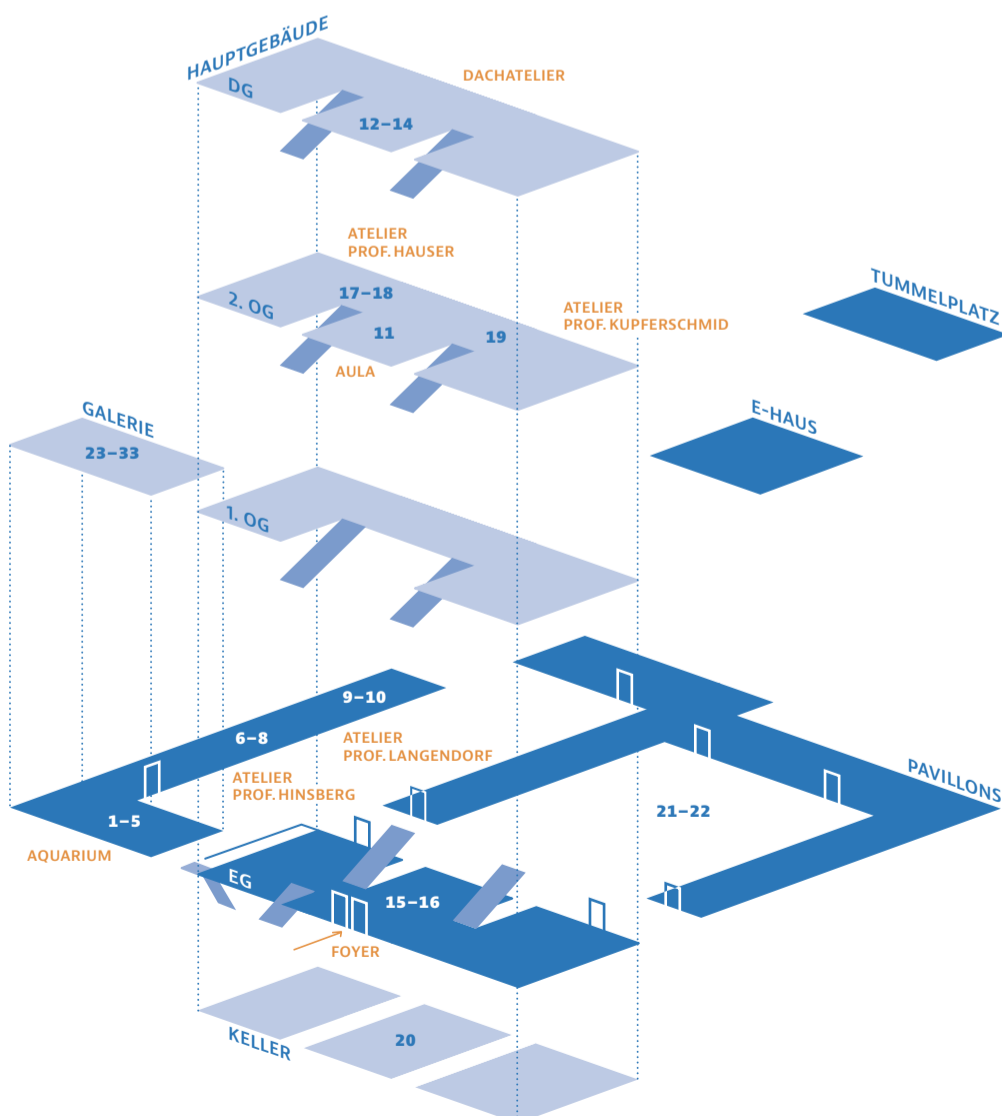 HAUPTGEBÄUDE
DACHATELIER
DG
12–14
ATELIER
PROF. HAUSER
TUMMELPLATZ
17–18
2. OG
11
19
ATELIER
PROF. KUPFERSCHMID
AULA
GALERIE
23–33
E-HAUS
1. OG
9–10
6–8
ATELIER
PROF. LANGENDORF
ATELIER
PROF. HINSBERG
PAVILLONS
21–22
1–5
AQUARIUM
EG
15–16
FOYER
KELLER
20